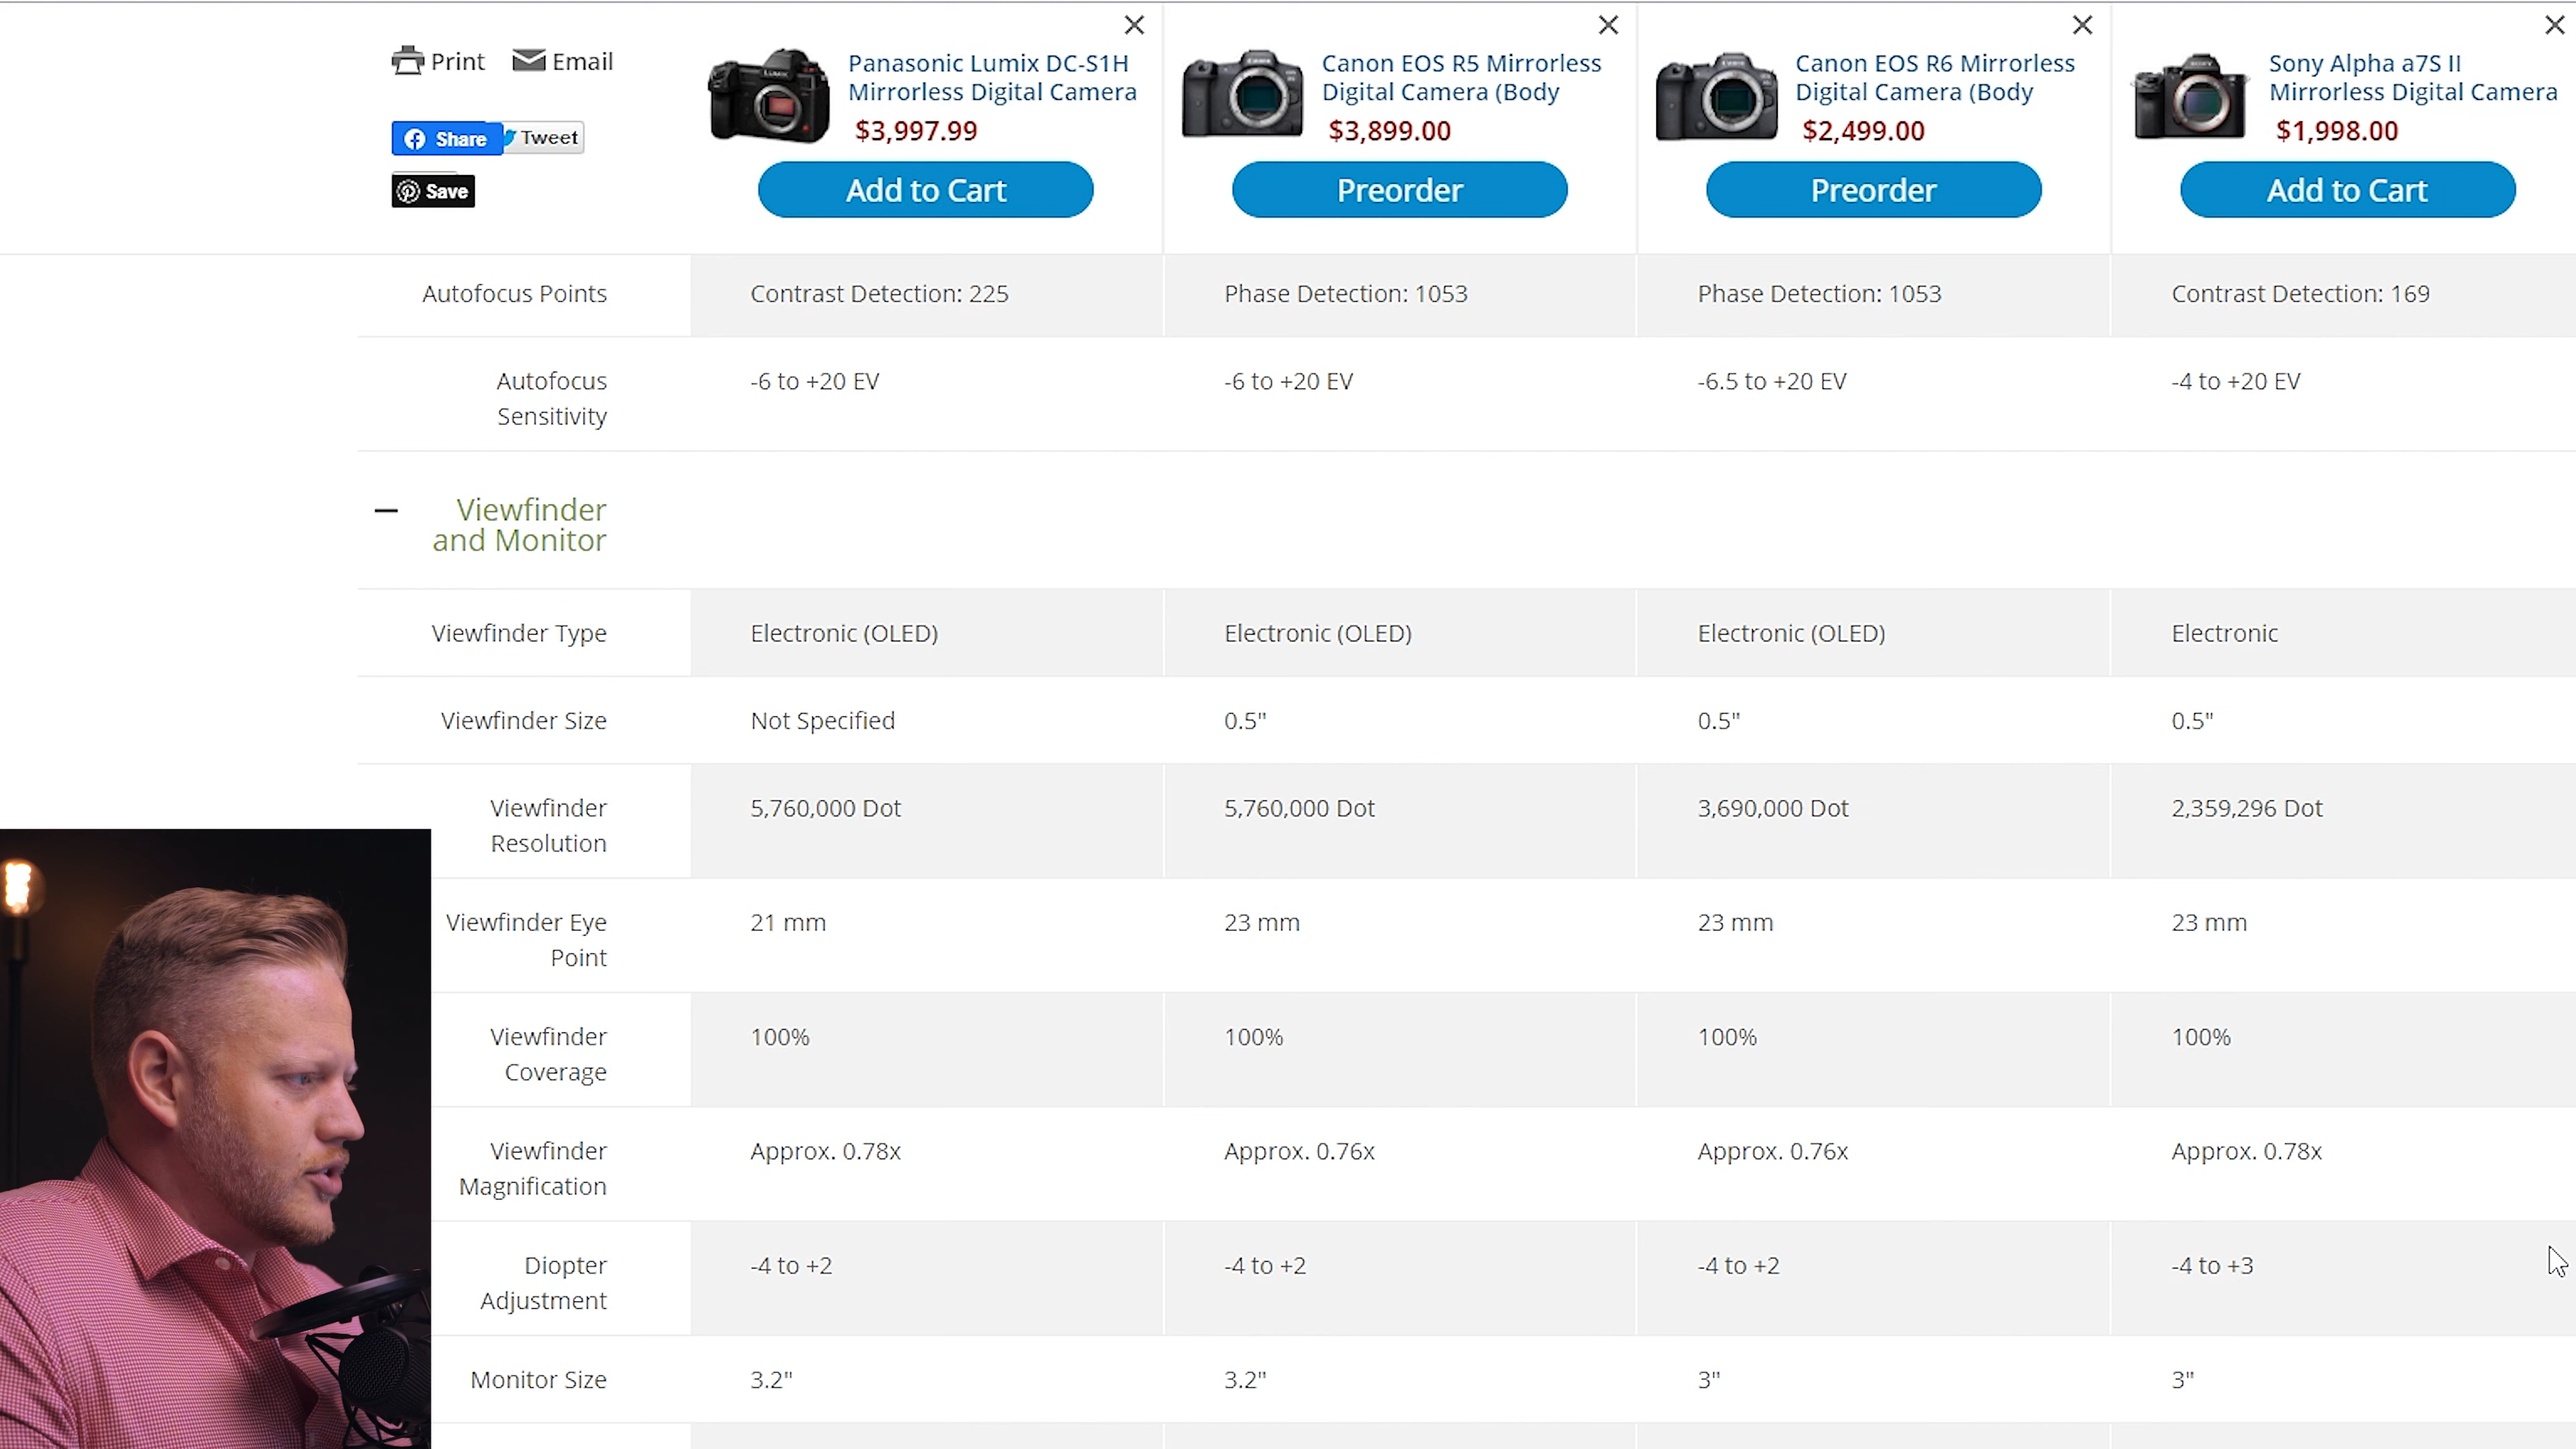 Print Email
Share Tweet
Save
Panasonic Lumix DC-S1H
Mirrorless Digital Camera
$3,997.99
Add to Cart
Canon EOS R5 Mirrorless
Digital Camera (Body
$3,899.00
Preorder
Canon EOS R6 Mirrorless
Digital Camera (Body
$2,499.00
Preorder
Sony Alpha a7S II
Mirrorless Digital Camera
$1,998.00
Add to Cart
Autofocus Points Contrast Detection: 225 Phase Detection: 1053 Phase Detection: 1053 Contrast Detection: 169
Autofocus -6 to +20 EV -6 to +20 EV -6.5 to +20 EV -4 to +20 EV
Sensitivity
Viewfinder
and Monitor
Viewfinder Type Electronic (OLED) Electronic (OLED) Electronic (OLED) Electronic
Viewfinder Size Not Specified 0.5" 0.5" 0.5"
Viewfinder 5,760,000 Dot 5,760,000 Dot 3,690,000 Dot 2,359,296 Dot
Resolution
Viewfinder Eye 21 mm 23 mm 23 mm 23 mm
Point
Viewfinder 100% 100% 100% 100%
Coverage
Viewfinder Approx. 0.78x Approx. 0.76x Approx. 0.76x Approx. 0.78x
Magnification
Diopter -4 to +2 -4 to +2 -4 to +2 -4 to +3
Adjustment
Monitor Size 3.2" 3.2" 3" 3"